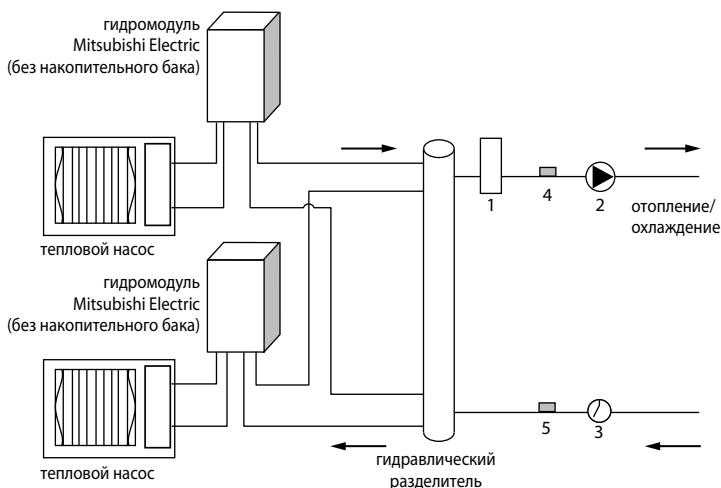 гидромодуль
Mitsubishi Electric
(без накопительного бака)
тепловой насос
гидромодуль
Mitsubishi Electric
(без накопительного бака)
тепловой насос
1
4
2
отопление/
охлаждение
5
3
гидравлический
разделитель